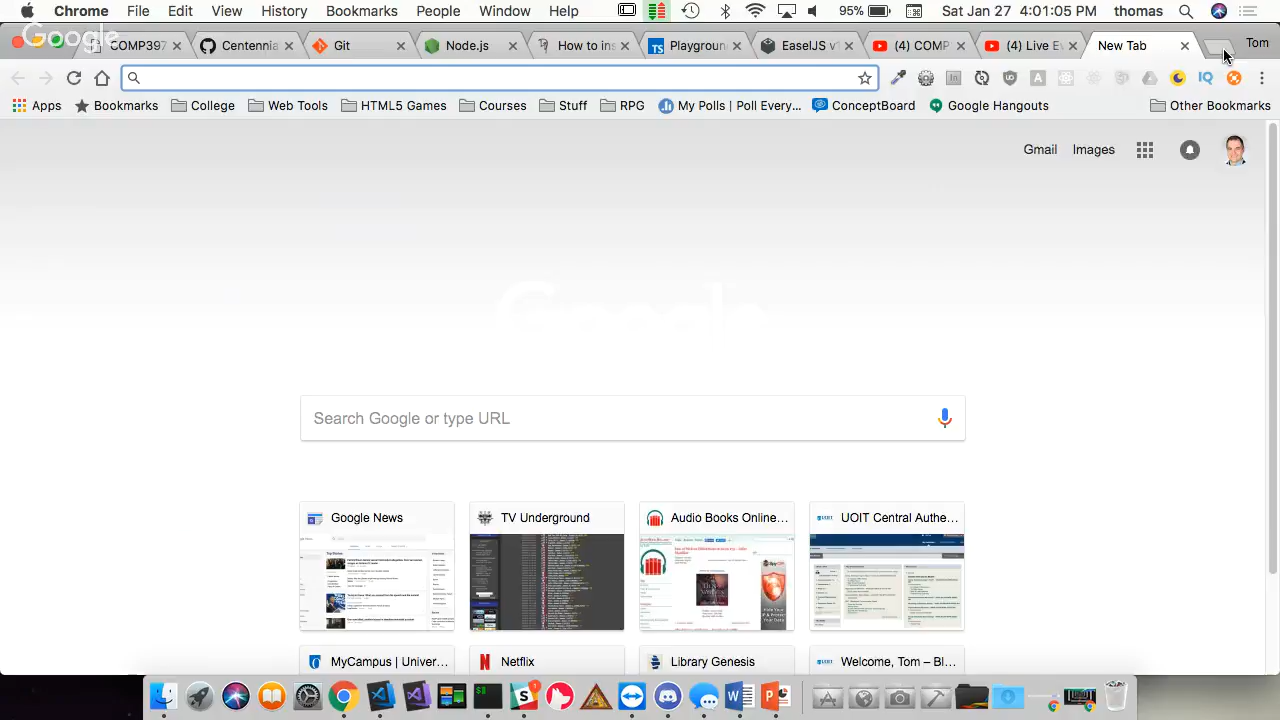 Chrome File Edit View History Bookmarks People Window Help 95% Sat Jan 27 4:01:05 PM thomas
Google
COMP397 Centennia Git Node.js How to ins Playgroun EaselJS v (4) COMP (4) Live Ev New Tab Tom
Apps Bookmarks College Web Tools HTML5 Games Courses Stuff RPG My Polls | Poll Every... ConceptBoard Google Hangouts Other Bookmarks
Gmail Images
Google
Search Google or type URL
Google News TV Underground Audio Books Online... UOIT Central Authe...
MyCampus | Univer... Netflix Library Genesis Welcome, Tom – Bl...